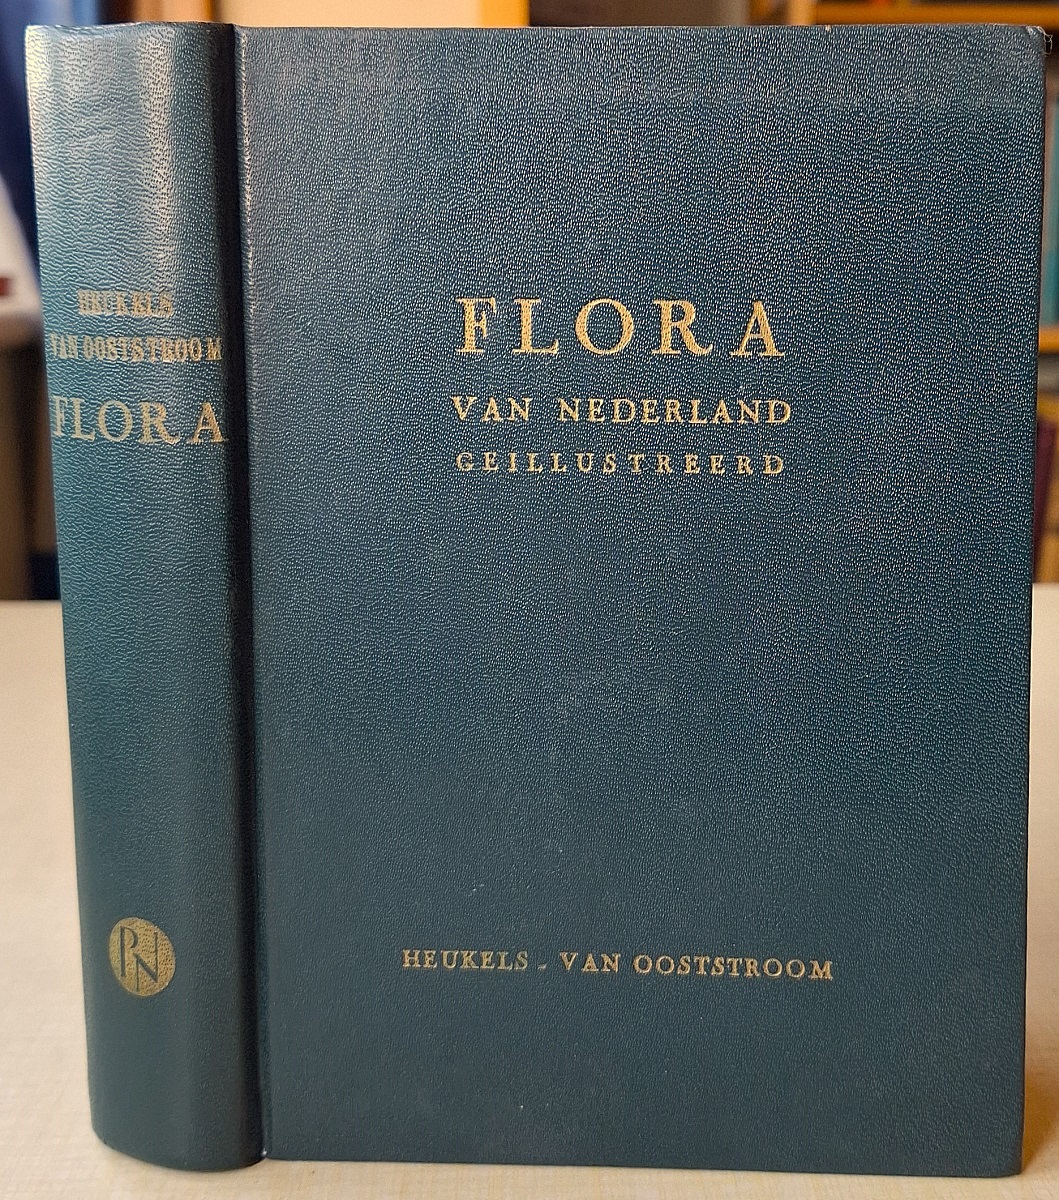 HEUKELS
VAN OOSTSTROOM
FLORA
PN
FLORA
VAN NEDERLAND
GEILLUSTREERD
HEUKELS - VAN OOSTSTROOM